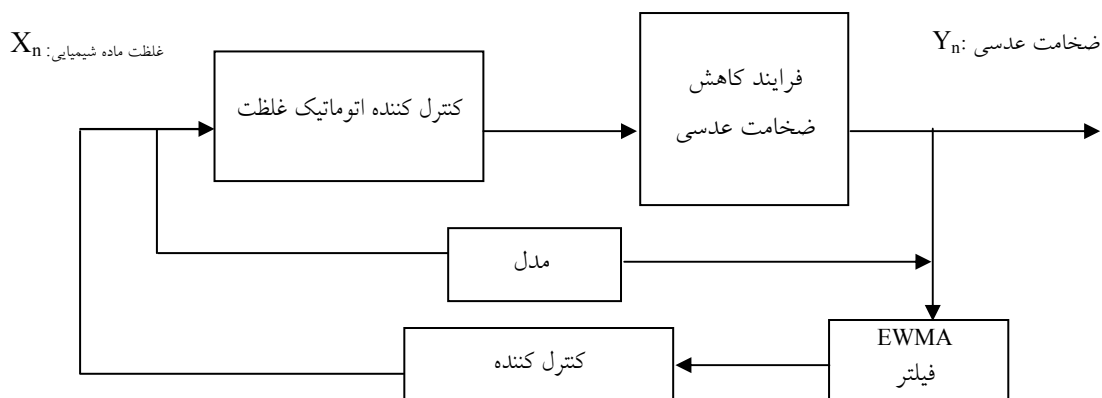 Xn :غلظت ماده شیمیایی
Yn: ضخامت عدسی
کنترل کننده اتوماتیک غلظت
فرایند کاهش
ضخامت عدسی
مدل
کنترل کننده
EWMA
فیلتر